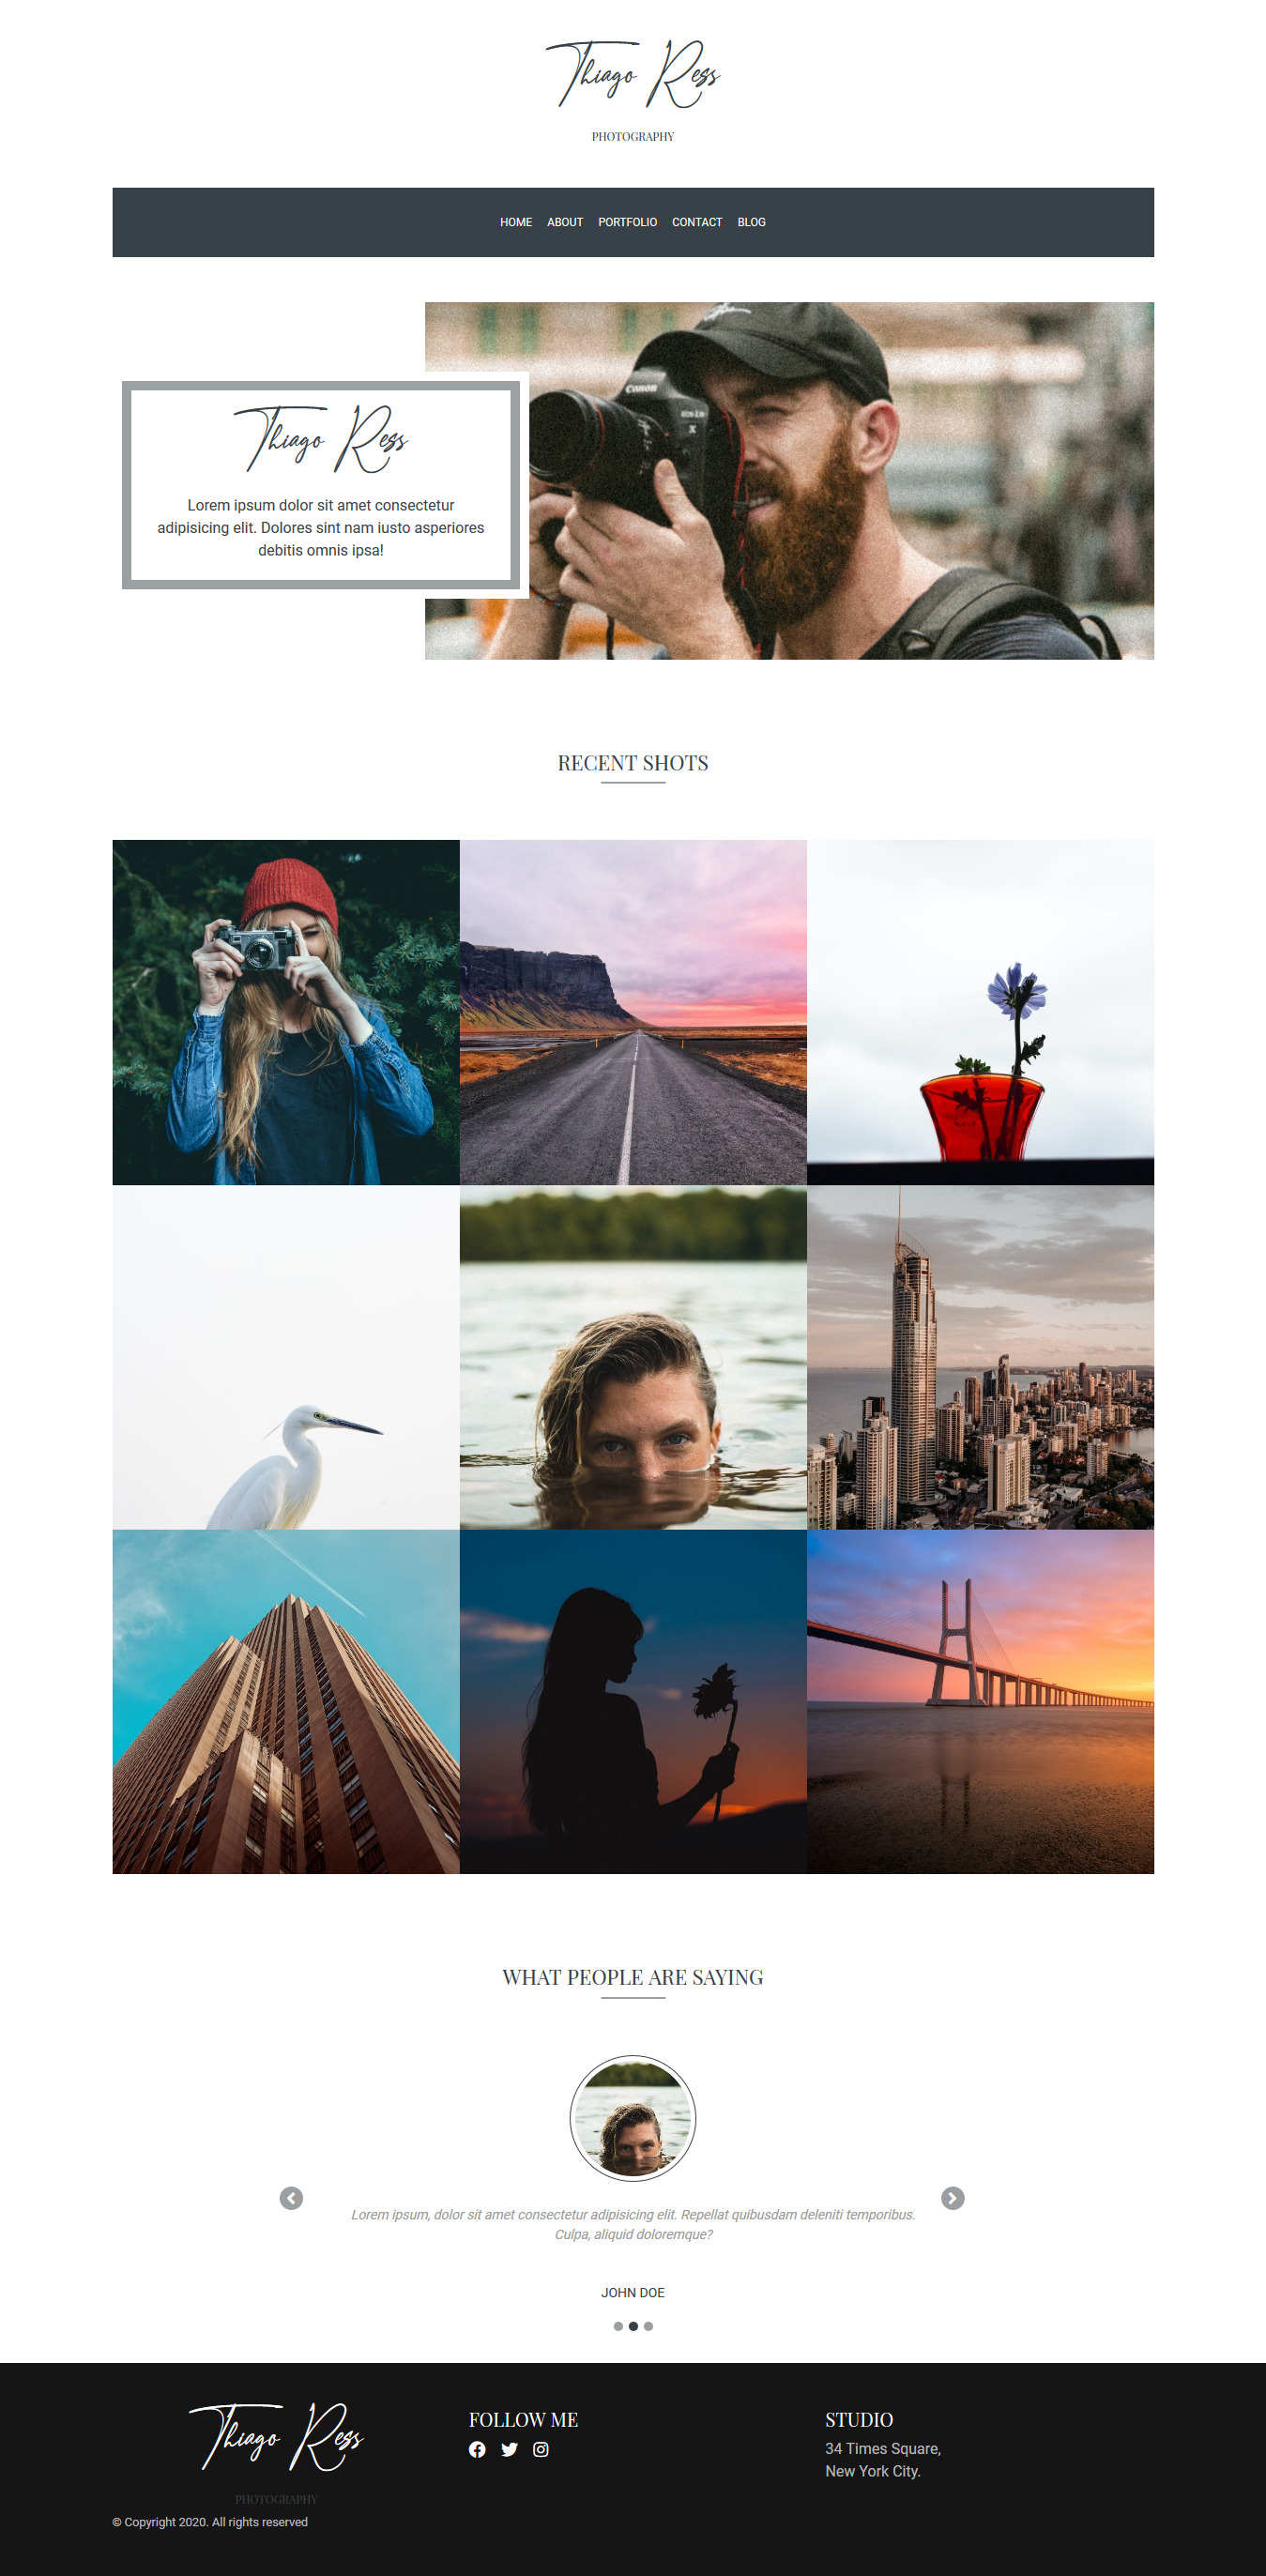 Thiago Ress
PHOTOGRAPHY
HOME ABOUT PORTFOLIO CONTACT BLOG
Canon
EOS-1D
X
Thiago Ress
Lorem ipsum dolor sit amet consectetur
adipisicing elit. Dolores sint nam iusto asperiores
debitis omnis ipsa!
RECENT SHOTS
WHAT PEOPLE ARE SAYING
Lorem ipsum, dolor sit amet consectetur adipisicing elit. Repellat quibusdam deleniti temporibus.
Culpa, aliquid doloremque?
JOHN DOE
Thiago Ress
PHOTOGRAPHY
© Copyright 2020. All rights reserved
FOLLOW ME
STUDIO
34 Times Square,
New York City.